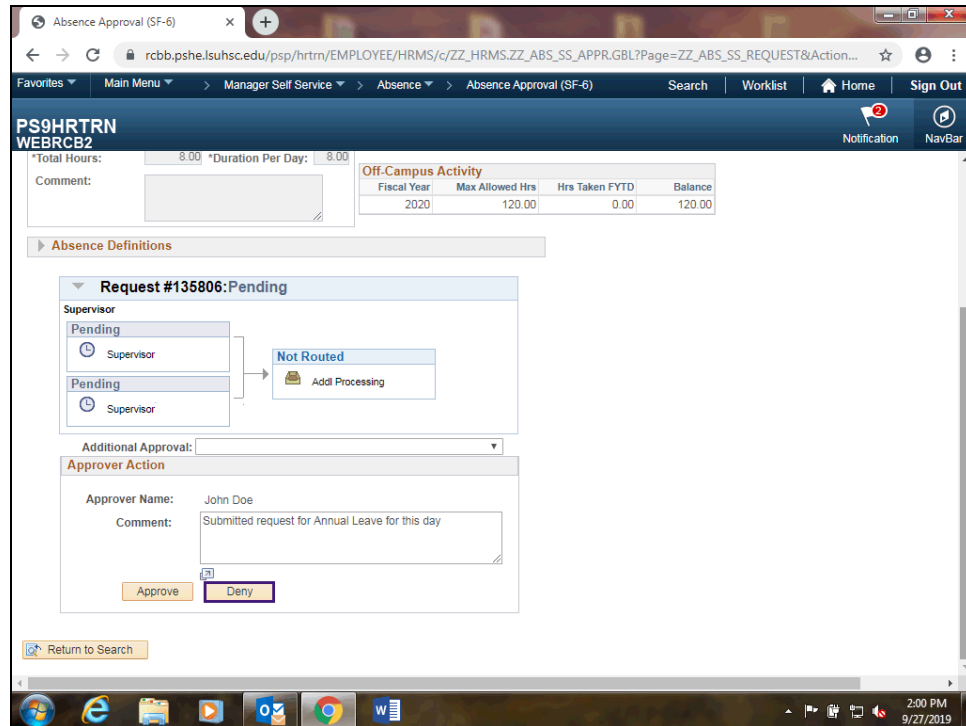 Absence Approval (SF-6)
rcbb.pshe.lsuhsc.edu/psp/hrtrn/EMPLOYEE/HRMS/c/ZZ_HRMS.ZZ_ABS_SS_APPR.GBL?Page=ZZ_ABS_SS_REQUEST&Action...
Favorites Main Menu > Manager Self Service > Absence > Absence Approval (SF-6) Search Worklist Home Sign Out
PS9HRTRN
WEBRCB2
2
Notification NavBar
*Total Hours: 8.00 *Duration Per Day: 8.00
Comment:
Off-Campus Activity
Fiscal Year Max Allowed Hrs Hrs Taken FYTD Balance
2020 120.00 0.00 120.00
Absence Definitions
Request #135806:Pending
Supervisor
Pending
Supervisor
Not Routed
Addl Processing
Pending
Supervisor
Additional Approval:
Approver Action
Approver Name: John Doe
Comment: Submitted request for Annual Leave for this day
Approve Deny
Return to Search
2:00 PM
9/27/2019